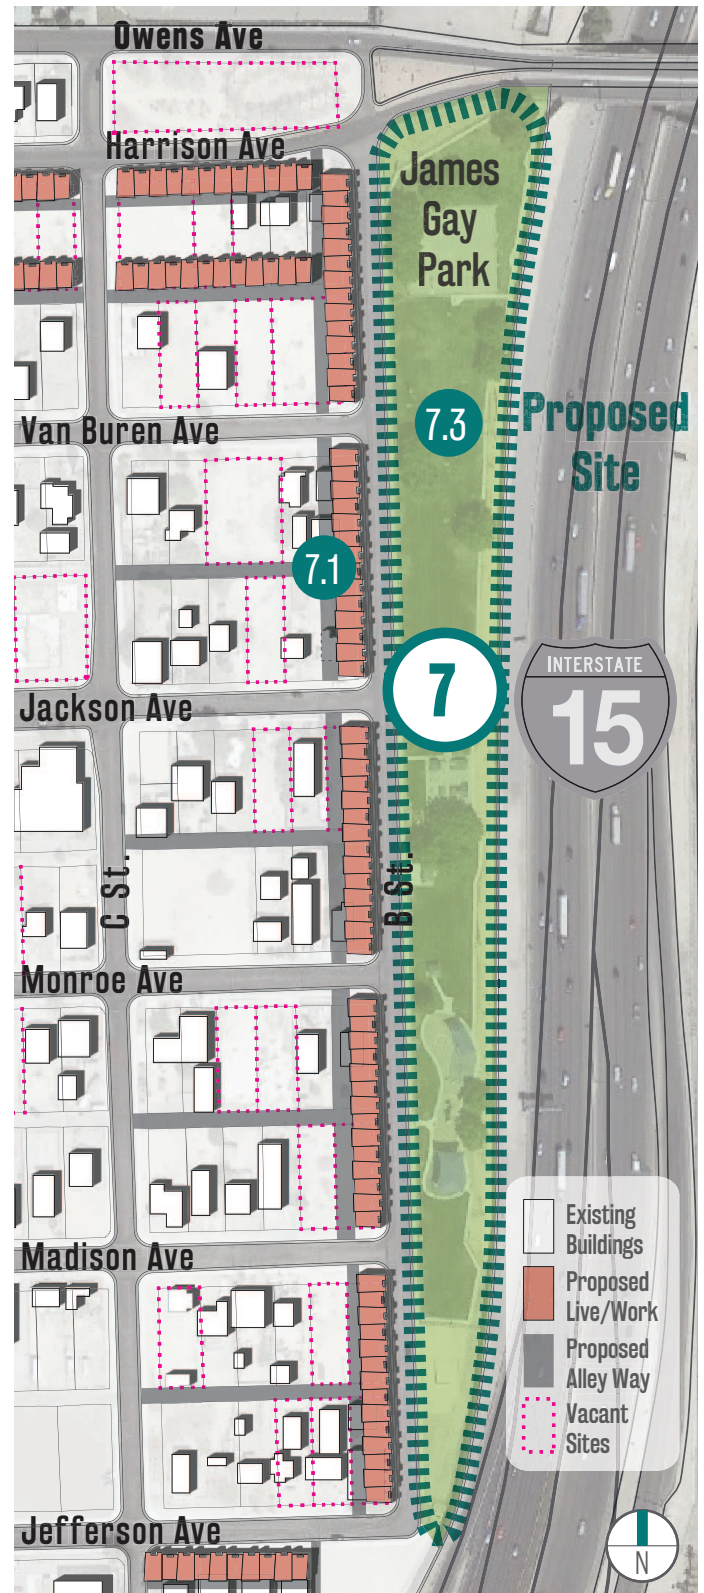 Owens Ave
Harrison Ave
James
Gay
Park
7.3
Proposed
Site
Van Buren Ave
7.1
7
INTERSTATE
15
Jackson Ave
C St.
B St.
Monroe Ave
Existing
Buildings
Proposed
Live/Work
Proposed
Alley Way
Vacant
Sites
Madison Ave
Jefferson Ave
N